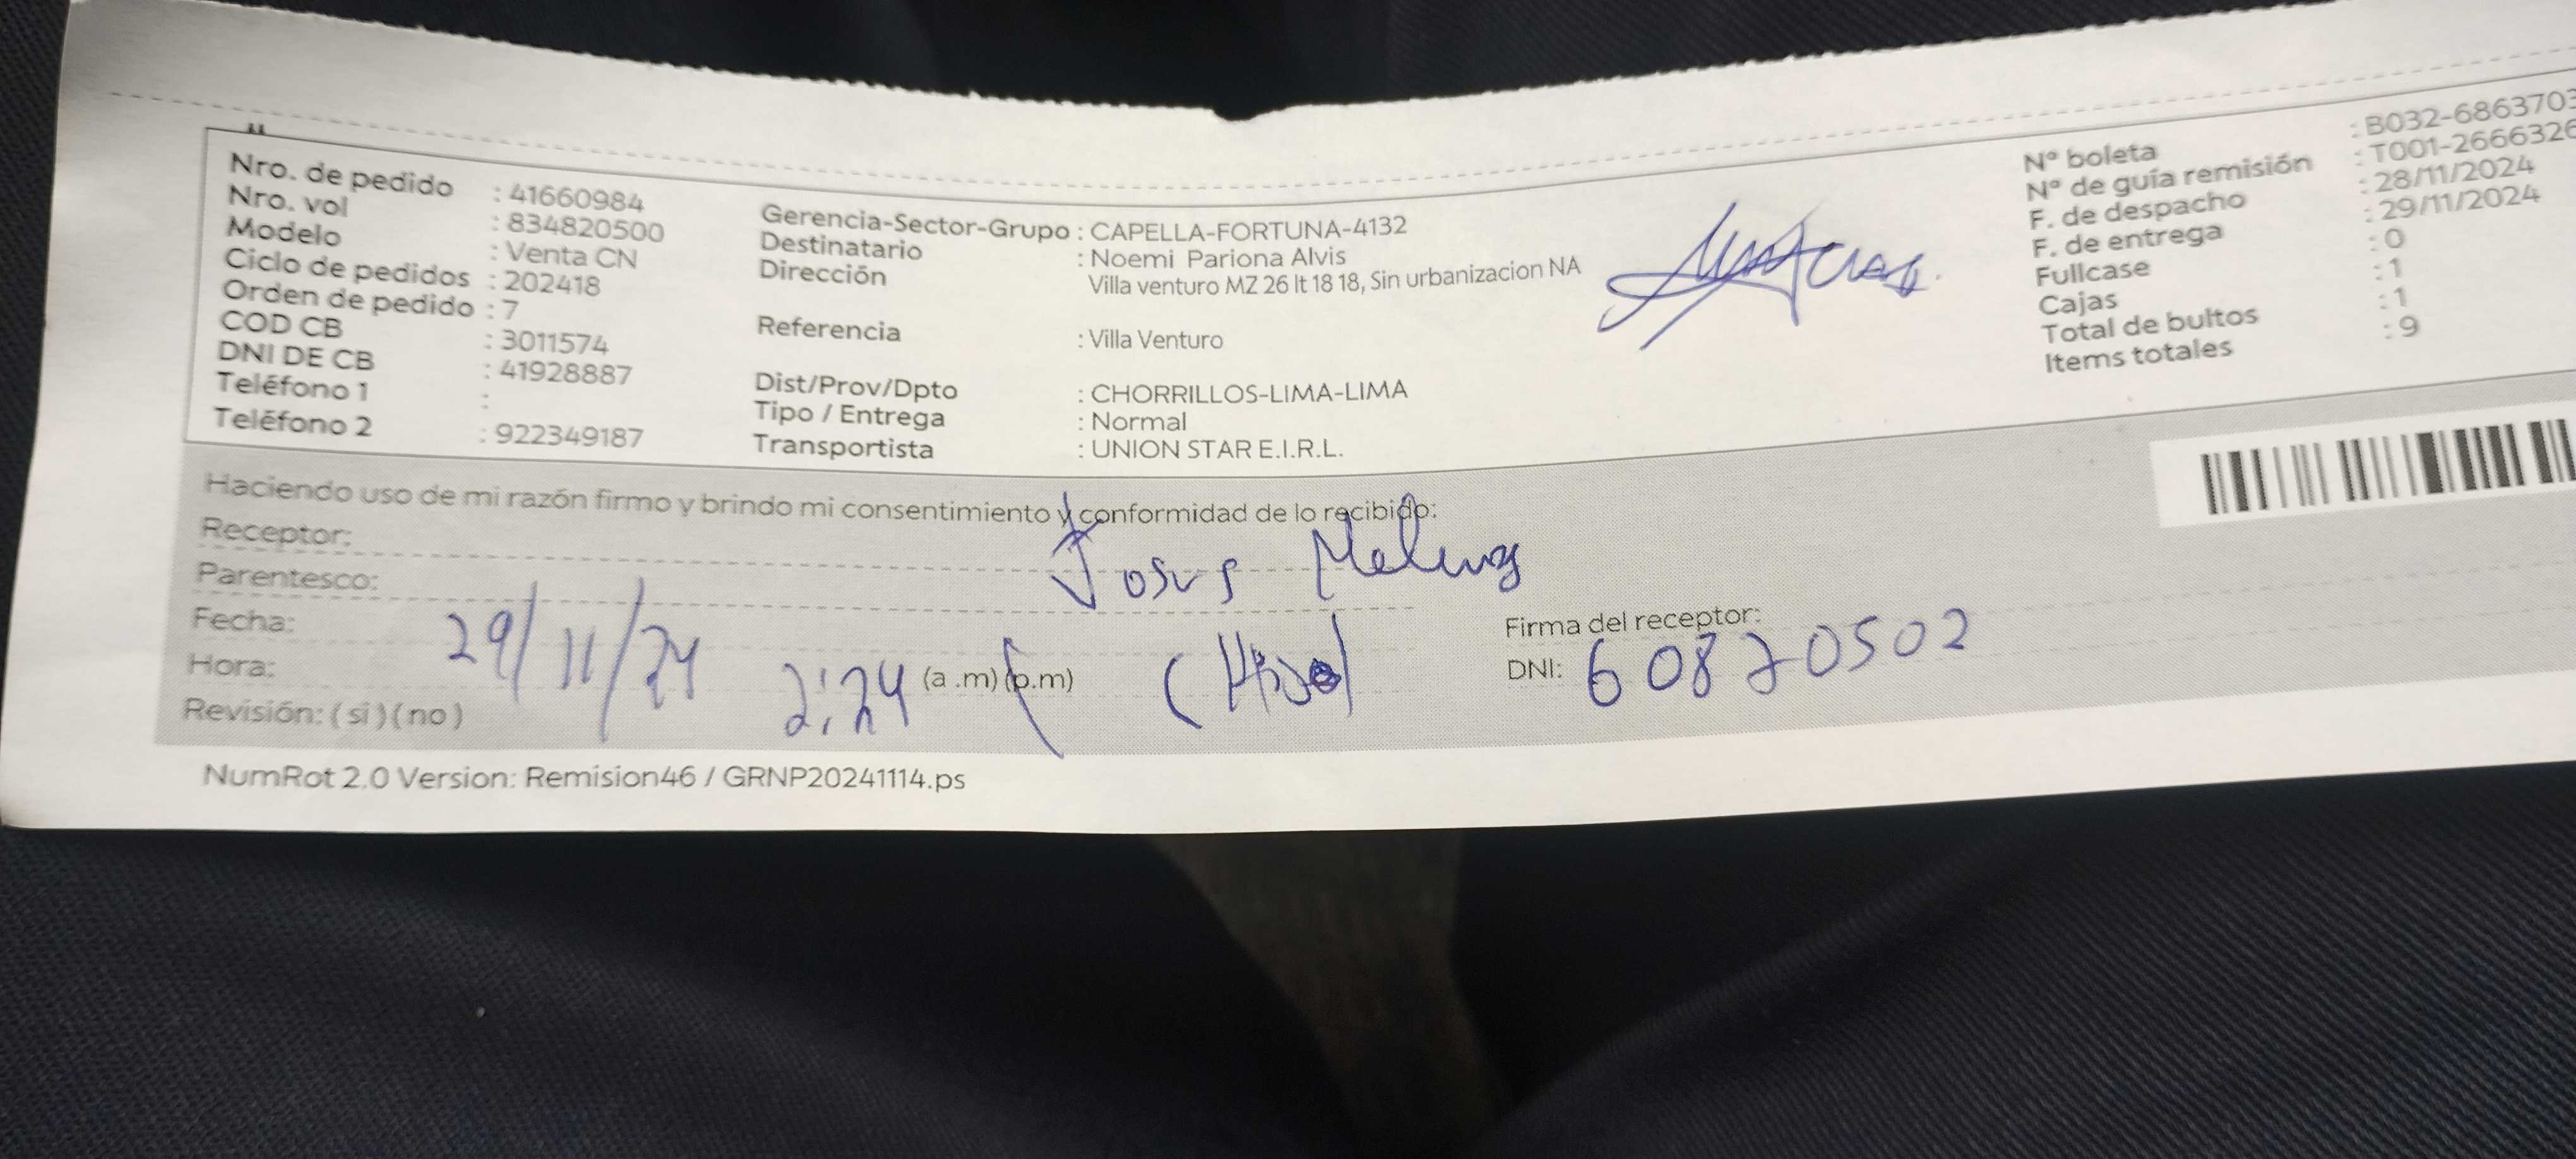 Nro. de pedido : 41660984
Nro. vol : 834820500
Modelo : Venta CN
Ciclo de pedidos : 202418
Orden de pedido : 7
COD CB : 3011574
DNI DE CB : 41928887
Teléfono 1 :
Teléfono 2 : 922349187
Gerencia-Sector-Grupo : CAPELLA-FORTUNA-4132
Destinatario : Noemi Pariona Alvis
Dirección : Villa venturo MZ 26 lt 18 18, Sin urbanizacion NA
Referencia : Villa Venturo
Dist/Prov/Dpto : CHORRILLOS-LIMA-LIMA
Tipo / Entrega : Normal
Transportista : UNION STAR E.I.R.L.
N° boleta : B032-6863703
N° de guía remisión : T001-2666326
F. de despacho : 28/11/2024
F. de entrega : 29/11/2024
Fullcase : 0
Cajas : 1
Total de bultos : 1
Items totales : 9
Haciendo uso de mi razón firmo y brindo mi consentimiento y conformidad de lo recibido:
Receptor:
Parentesco:
Fecha: 29/11/24
Hora: 2:24 (a .m) (p.m)
Revisión: ( si ) ( no )
Firma del receptor:
DNI: 60870502
NumRot 2.0 Version: Remision46 / GRNP20241114.ps